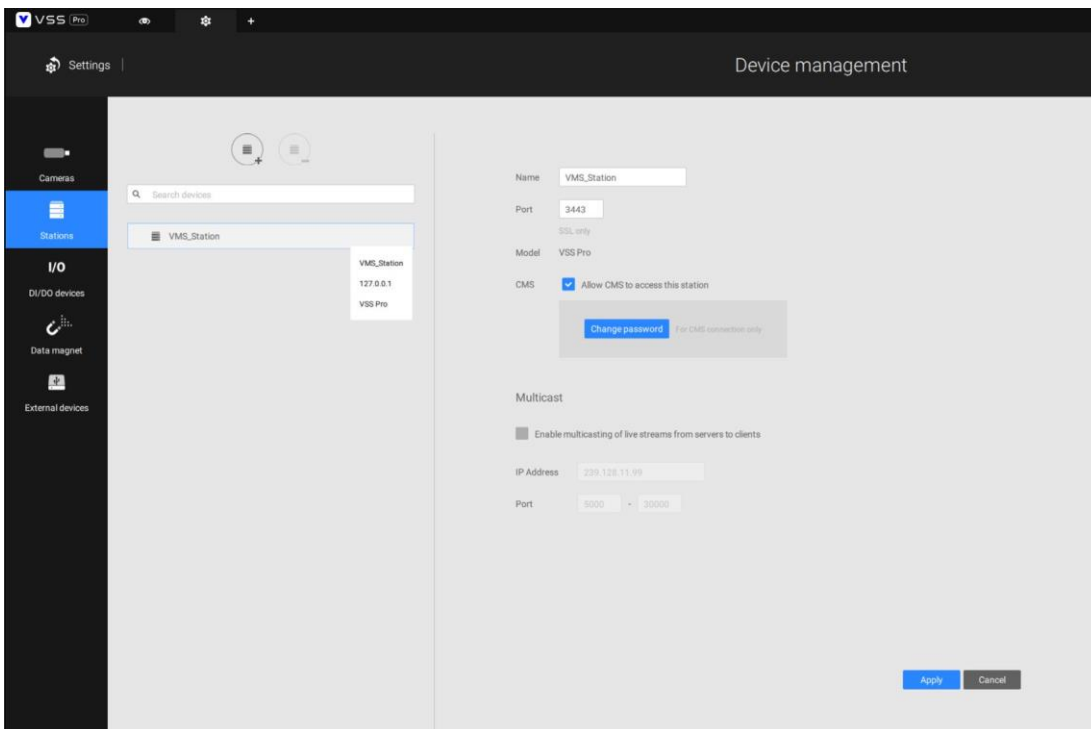 VSS Pro
+
Settings
Device management
Cameras
Stations
I/O
DI/DO devices
Data magnet
External devices
Search devices
VMS_Station
VMS_Station
127.0.0.1
VSS Pro
Name VMS_Station
Port 3443
SSL only
Model VSS Pro
CMS Allow CMS to access this station
Change password For CMS connection only
Multicast
Enable multicasting of live streams from servers to clients
IP Address 239.128.11.99
Port 5000 - 30000
Apply Cancel